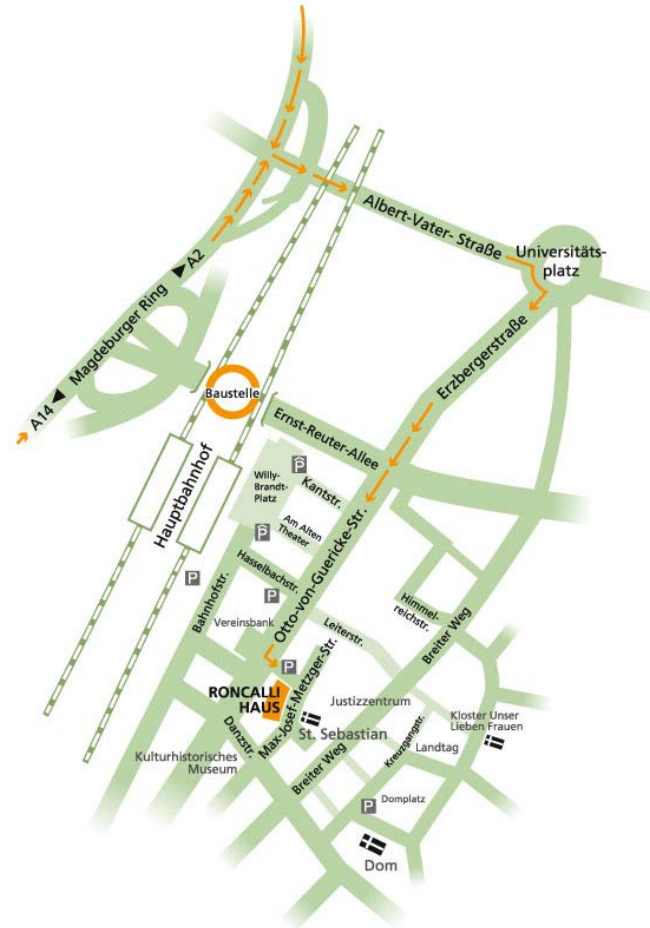 Albert-Vater- Straße
Universitäts-
platz
A14 ◀ Magdeburger Ring ▶ A2
Erzbergerstraße
Baustelle
Ernst-Reuter-Allee
Hauptbahnhof
P
Willy-
Brandt-
Platz
Kantstr.
Am Alten
Theater
P
Otto-von-Guericke-Str.
P
Hasselbachstr.
Bahnhofstr.
P
Vereinsbank
Himmel-
reichstr.
Leiterstr.
Breiter Weg
P
RONCALLI
HAUS
Max-Josef-Metzger-Str.
Justizzentrum
St. Sebastian
Danzstr.
Kulturhistorisches
Museum
Breiter Weg
Kreuzgangstr.
Kloster Unser
Lieben Frauen
Landtag
P
Domplatz
Dom